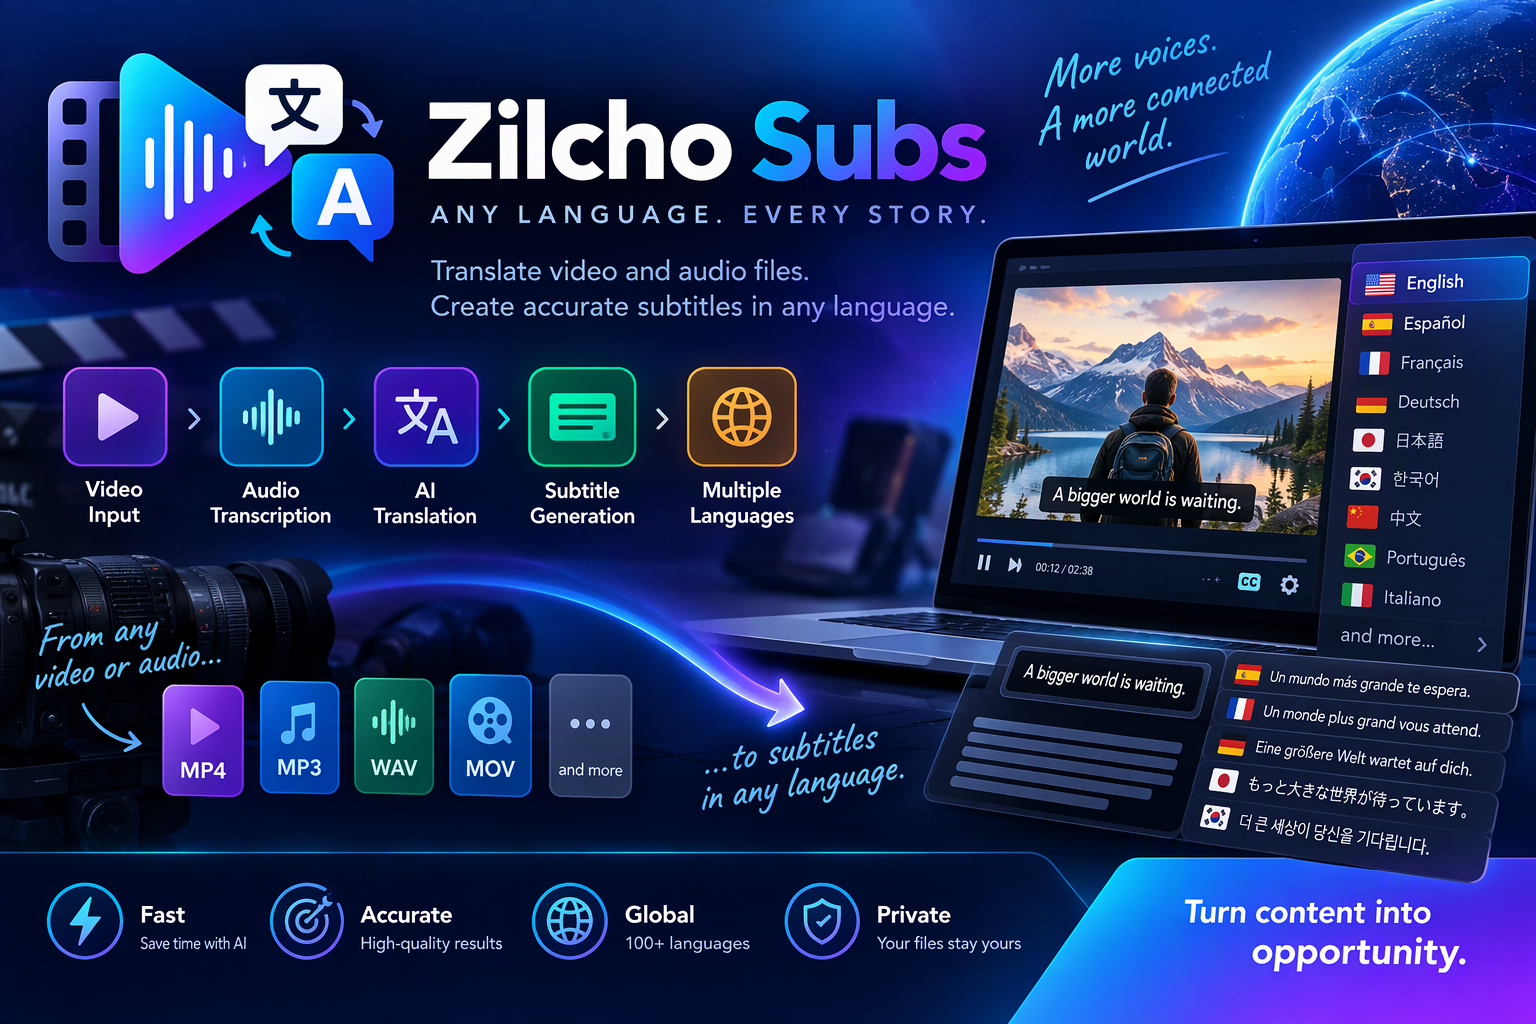 文
A
Zilcho Subs
ANY LANGUAGE. EVERY STORY.
Translate video and audio files.
Create accurate subtitles in any language.
More voices.
A more connected
world.
文A
Video
Input
Audio
Transcription
AI
Translation
Subtitle
Generation
Multiple
Languages
A bigger world is waiting.
00:12 / 02:38
CC
English
Español
Français
Deutsch
日本語
한국어
中文
Português
Italiano
and more...
From any
video or audio...
MP4
MP3
WAV
MOV
and more
...to subtitles
in any language.
A bigger world is waiting.
Un mundo más grande te espera.
Un monde plus grand vous attend.
Eine größere Welt wartet auf dich.
もっと大きな世界が待っています。
더 큰 세상이 당신을 기다립니다.
Fast
Save time with AI
Accurate
High-quality results
Global
100+ languages
Private
Your files stay yours
Turn content into
opportunity.